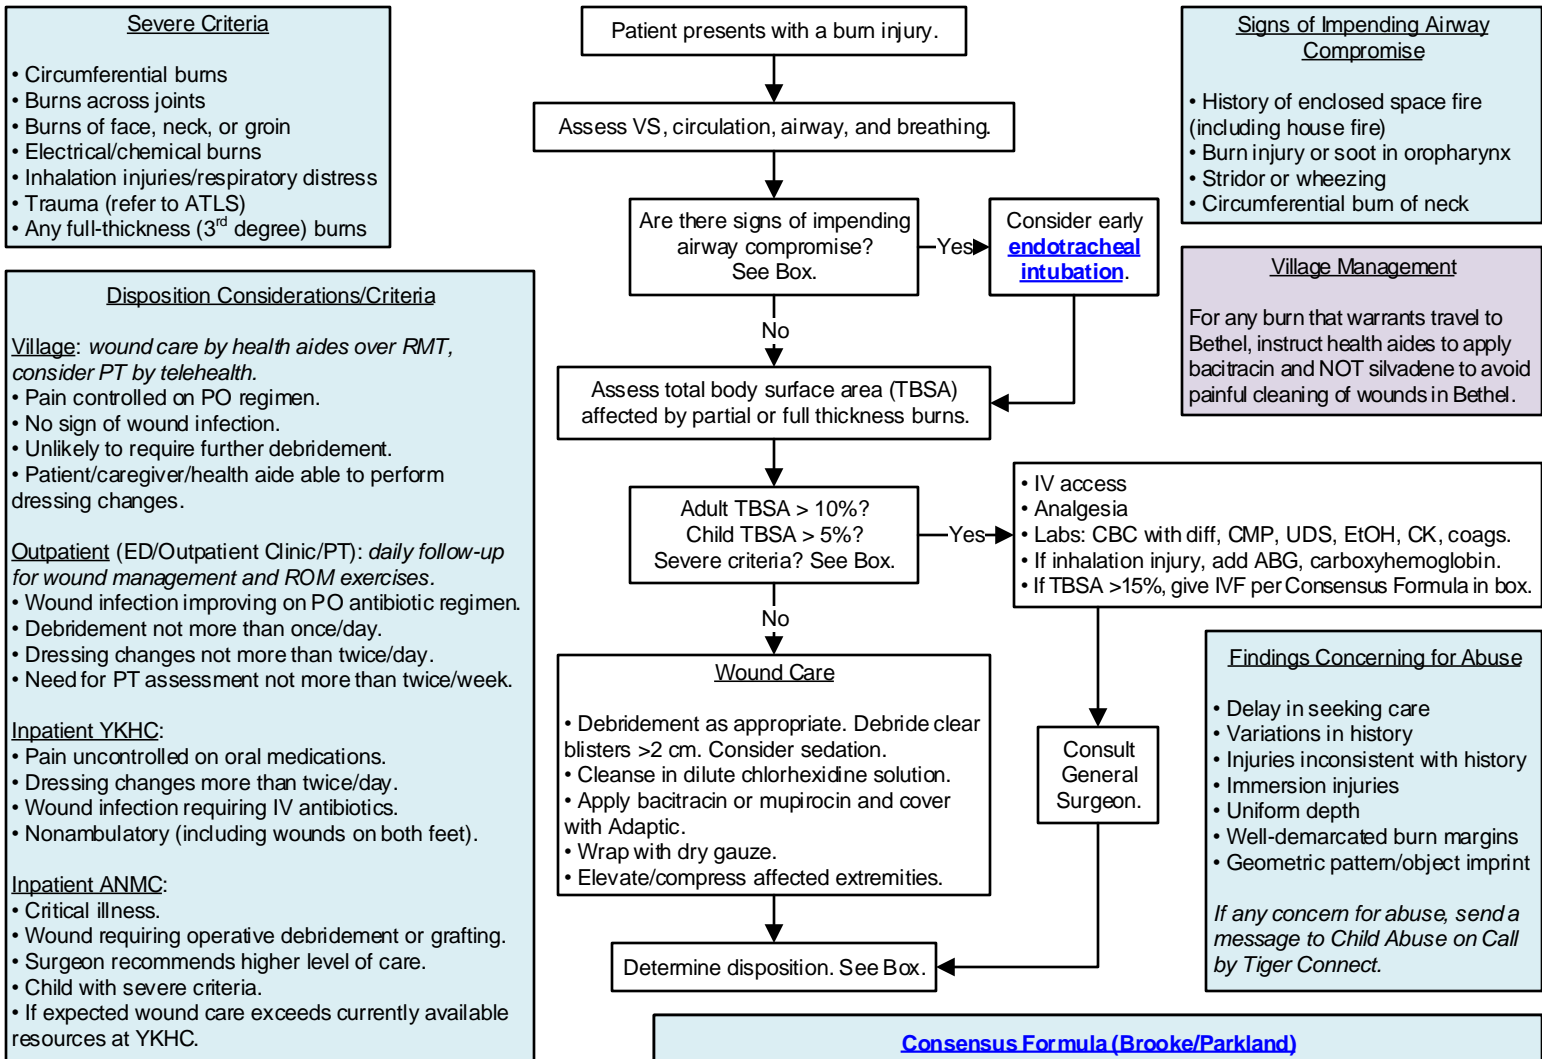 Severe Criteria
• Circumferential burns
• Burns across joints
• Burns of face, neck, or groin
• Electrical/chemical burns
• Inhalation injuries/respiratory distress
• Trauma (refer to ATLS)
• Any full-thickness (3rd degree) burns
Disposition Considerations/Criteria
Village: wound care by health aides over RMT,
consider PT by telehealth.
• Pain controlled on PO regimen.
• No sign of wound infection.
• Unlikely to require further debridement.
• Patient/caregiver/health aide able to perform
dressing changes.
Outpatient (ED/Outpatient Clinic/PT): daily follow-up
for wound management and ROM exercises.
• Wound infection improving on PO antibiotic regimen.
• Debridement not more than once/day.
• Dressing changes not more than twice/day.
• Need for PT assessment not more than twice/week.
Inpatient YKHC:
• Pain uncontrolled on oral medications.
• Dressing changes more than twice/day.
• Wound infection requiring IV antibiotics.
• Nonambulatory (including wounds on both feet).
Inpatient ANMC:
• Critical illness.
• Wound requiring operative debridement or grafting.
• Surgeon recommends higher level of care.
• Child with severe criteria.
• If expected wound care exceeds currently available
resources at YKHC.
Patient presents with a burn injury.
Assess VS, circulation, airway, and breathing.
Are there signs of impending
airway compromise?
See Box.
Yes
Consider early
endotracheal
intubation.
No
Assess total body surface area (TBSA)
affected by partial or full thickness burns.
Adult TBSA > 10%?
Child TBSA > 5%?
Severe criteria? See Box.
Yes
• IV access
• Analgesia
• Labs: CBC with diff, CMP, UDS, EtOH, CK, coags.
• If inhalation injury, add ABG, carboxyhemoglobin.
• If TBSA >15%, give IVF per Consensus Formula in box.
No
Wound Care
• Debridement as appropriate. Debride clear
blisters >2 cm. Consider sedation.
• Cleanse in dilute chlorhexidine solution.
• Apply bacitracin or mupirocin and cover
with Adaptic.
• Wrap with dry gauze.
• Elevate/compress affected extremities.
Consult
General
Surgeon.
Determine disposition. See Box.
Signs of Impending Airway
Compromise
• History of enclosed space fire
(including house fire)
• Burn injury or soot in oropharynx
• Stridor or wheezing
• Circumferential burn of neck
Village Management
For any burn that warrants travel to
Bethel, instruct health aides to apply
bacitracin and NOT silvadene to avoid
painful cleaning of wounds in Bethel.
Findings Concerning for Abuse
• Delay in seeking care
• Variations in history
• Injuries inconsistent with history
• Immersion injuries
• Uniform depth
• Well-demarcated burn margins
• Geometric pattern/object imprint
If any concern for abuse, send a
message to Child Abuse on Call
by Tiger Connect.
Consensus Formula (Brooke/Parkland)